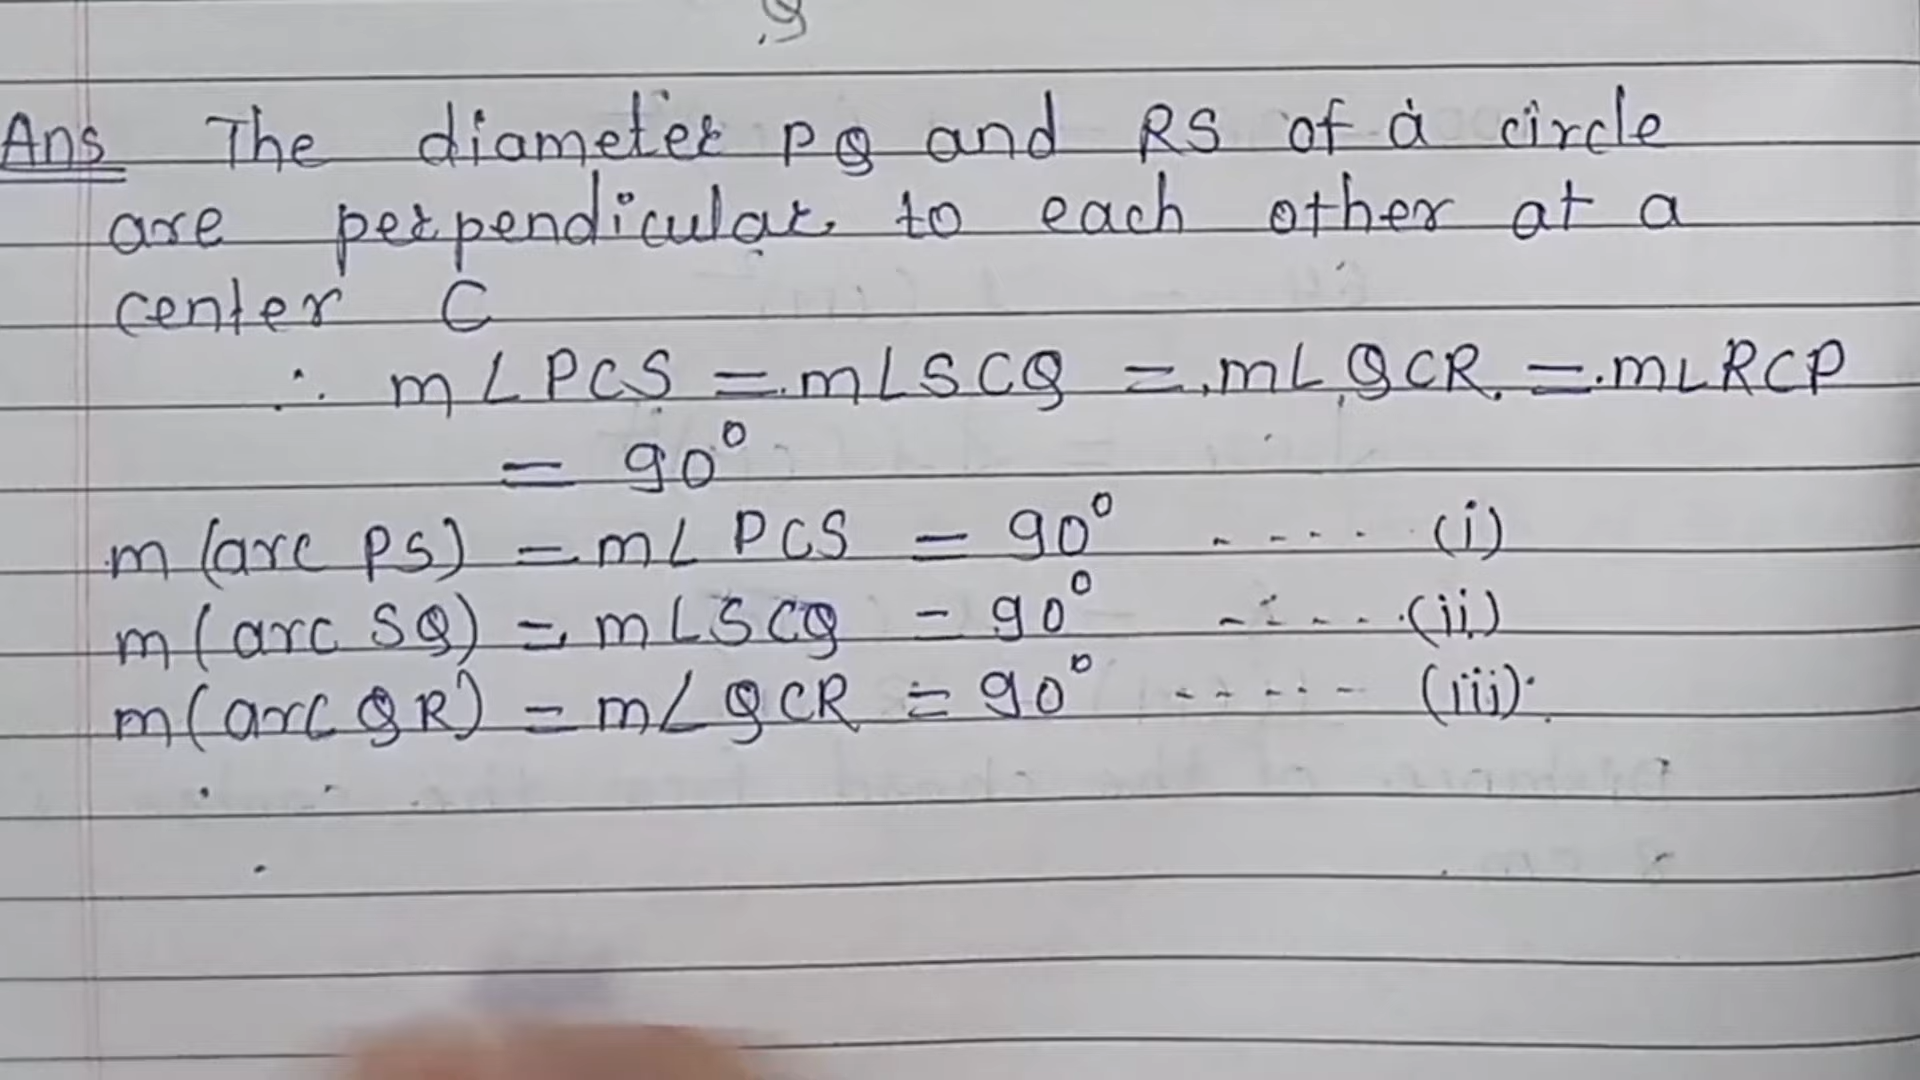 Q
Ans The diameter PQ and RS of a circle
are perpendicular to each other at a
center C
∴ m∠PCS = m∠SCQ = m∠QCR = m∠RCP
= 90°
m(arc PS) = m∠PCS = 90° ..... (i)
m(arc SQ) = m∠SCQ = 90° ..... (ii)
m(arc QR) = m∠QCR = 90° ...... (iii)